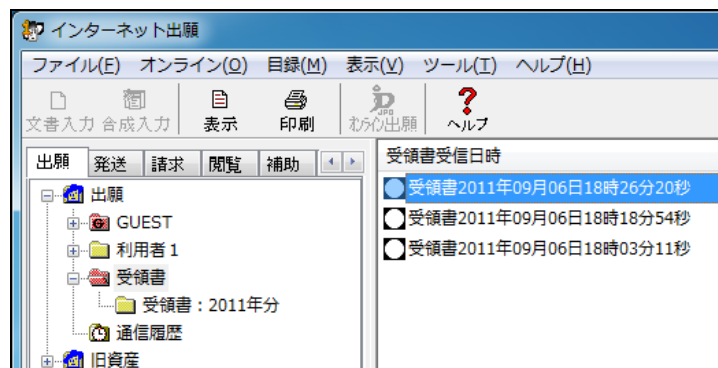 インターネット出願
ファイル(F) オンライン(O) 目録(M) 表示(V) ツール(T) ヘルプ(H)
文書入力 合成入力 表示 印刷 オンライン出願 ヘルプ
出願 発送 請求 閲覧 補助
受領書受信日時
出願
GUEST
利用者1
受領書
受領書：2011年分
通信履歴
旧資産
受領書2011年09月06日18時26分20秒
受領書2011年09月06日18時18分54秒
受領書2011年09月06日18時03分11秒